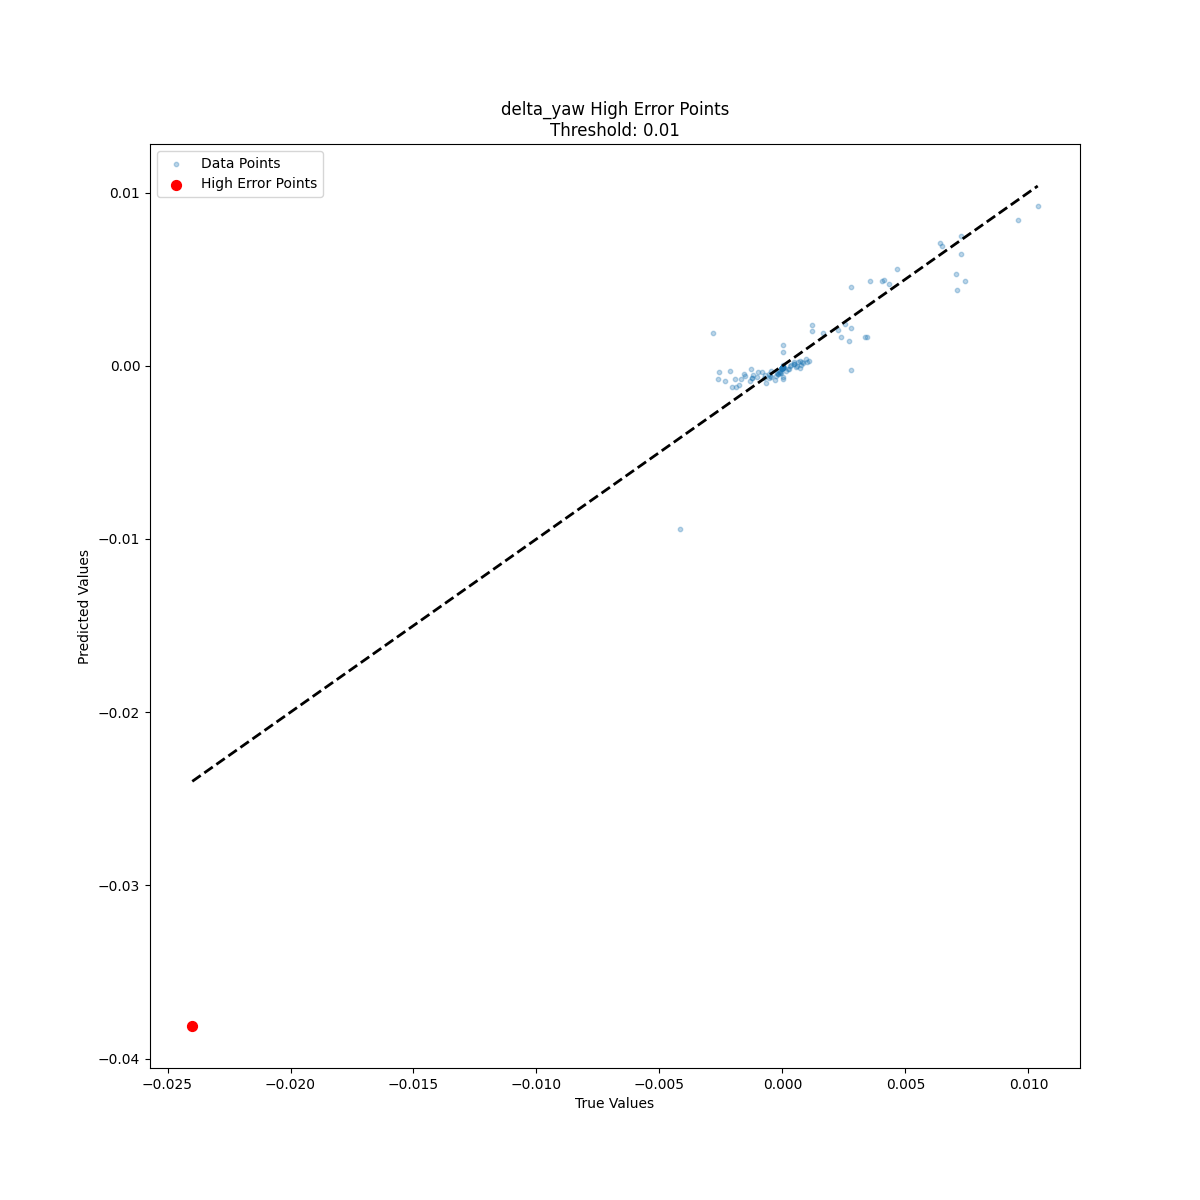 delta_yaw High Error Points
Threshold: 0.01
Data Points
High Error Points
0.01
0.00
−0.01
−0.02
−0.03
−0.04
Predicted Values
−0.025 −0.020 −0.015 −0.010 −0.005 0.000 0.005 0.010
True Values